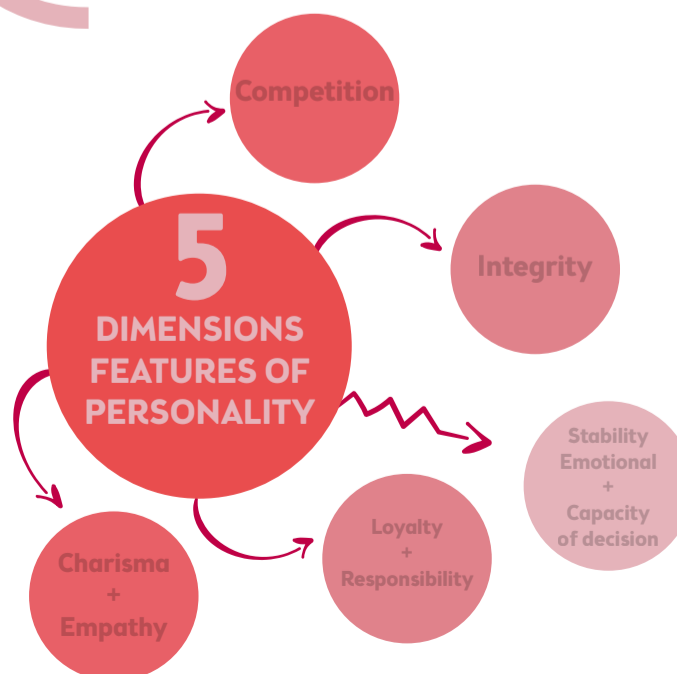 Competition
5
DIMENSIONS
FEATURES OF
PERSONALITY
Integrity
Stability
Emotional
+
Capacity
of decision
Loyalty
+
Responsibility
Charisma
+
Empathy